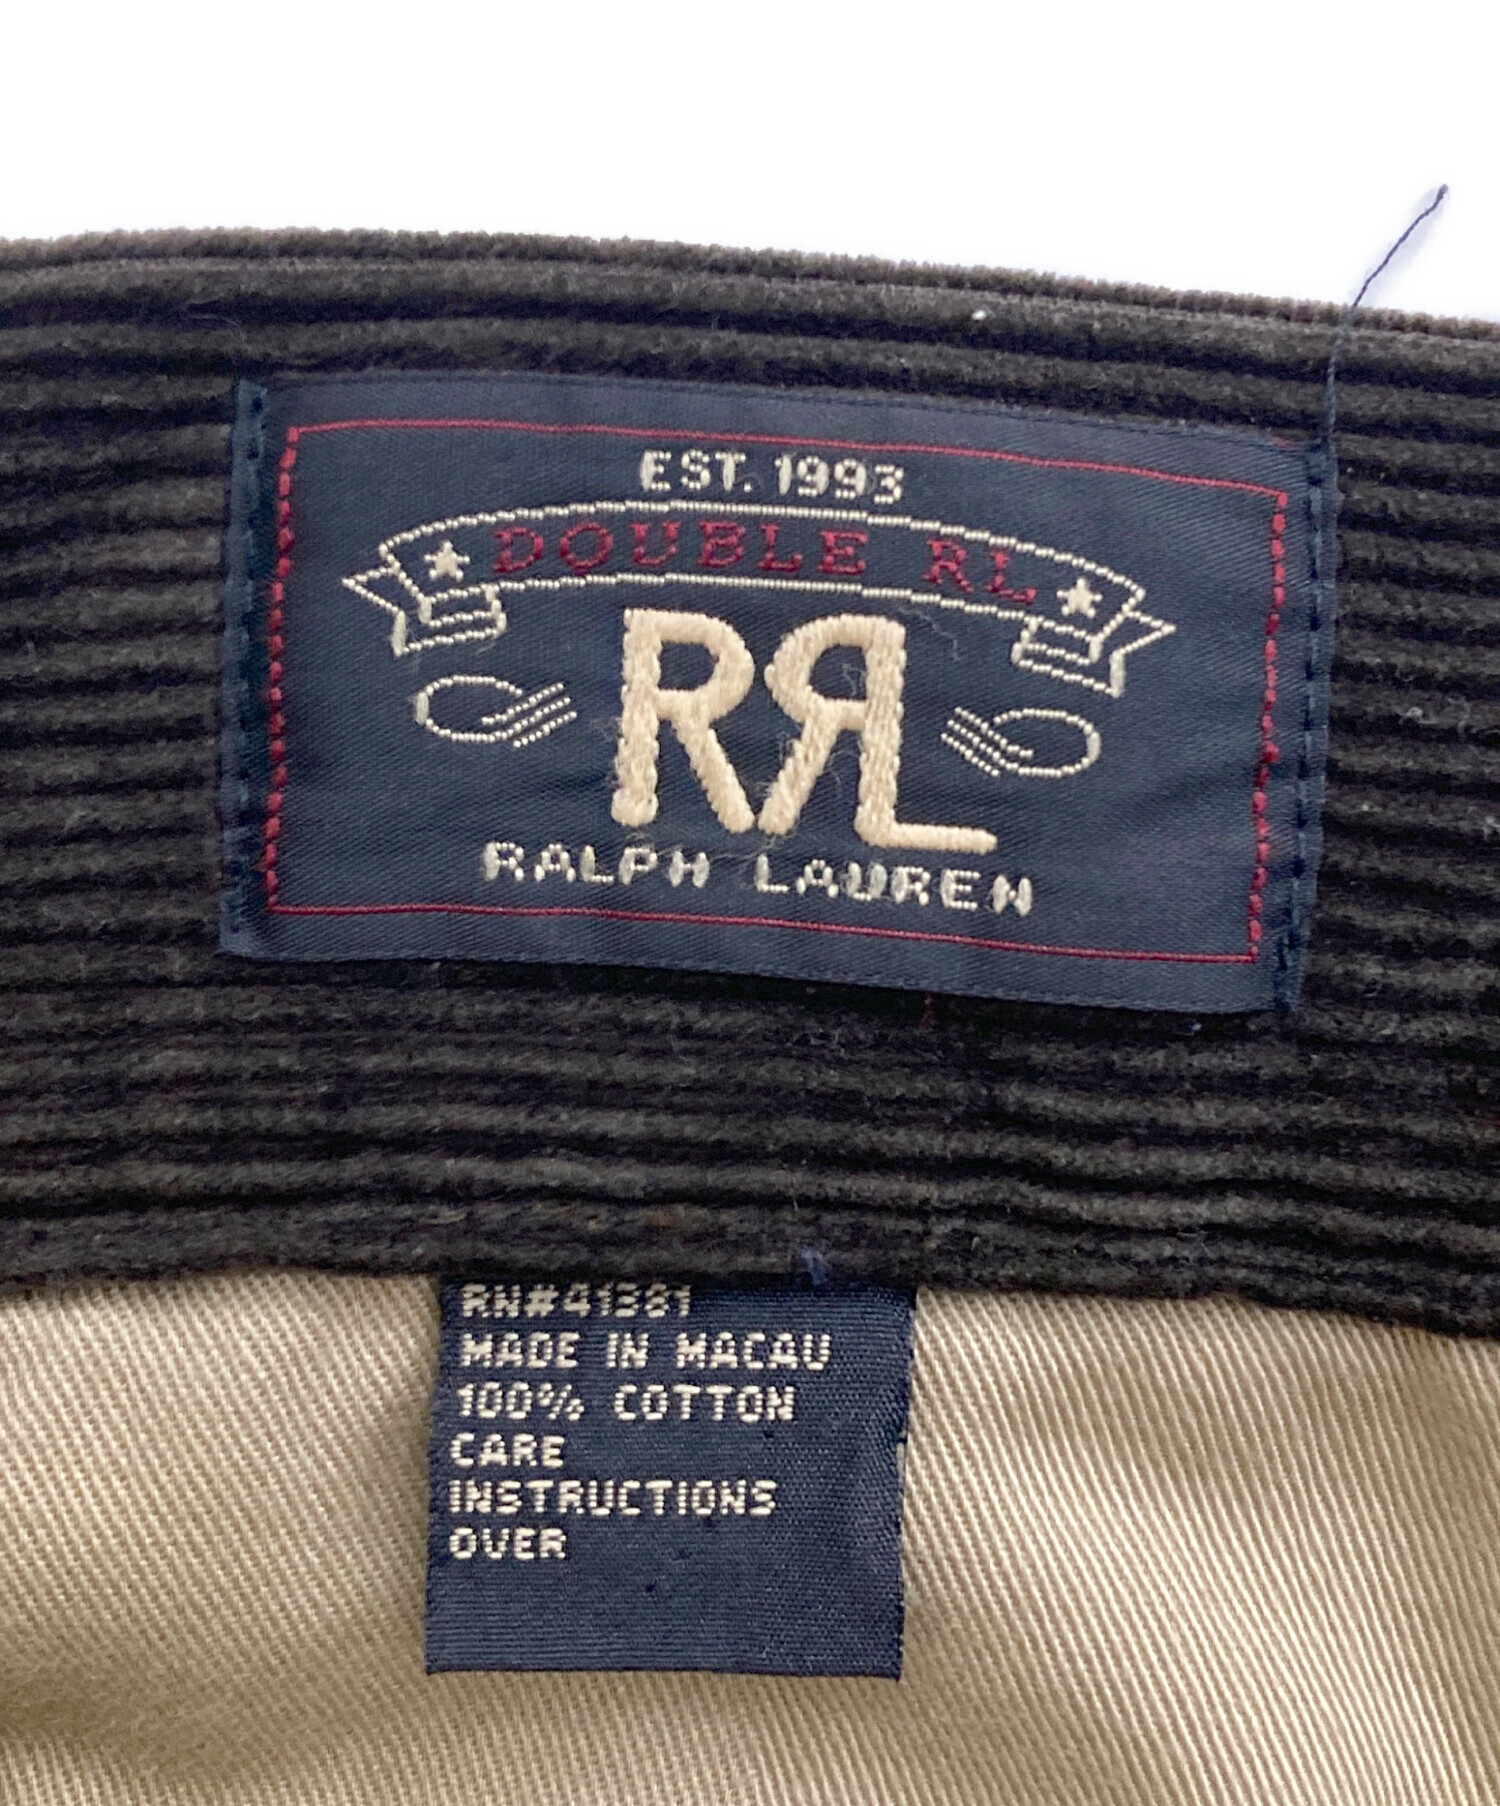 EST. 1993
DOUBLE RL
RRL
RALPH LAUREN
RN#41381
MADE IN MACAU
100% COTTON
CARE
INSTRUCTIONS
OVER